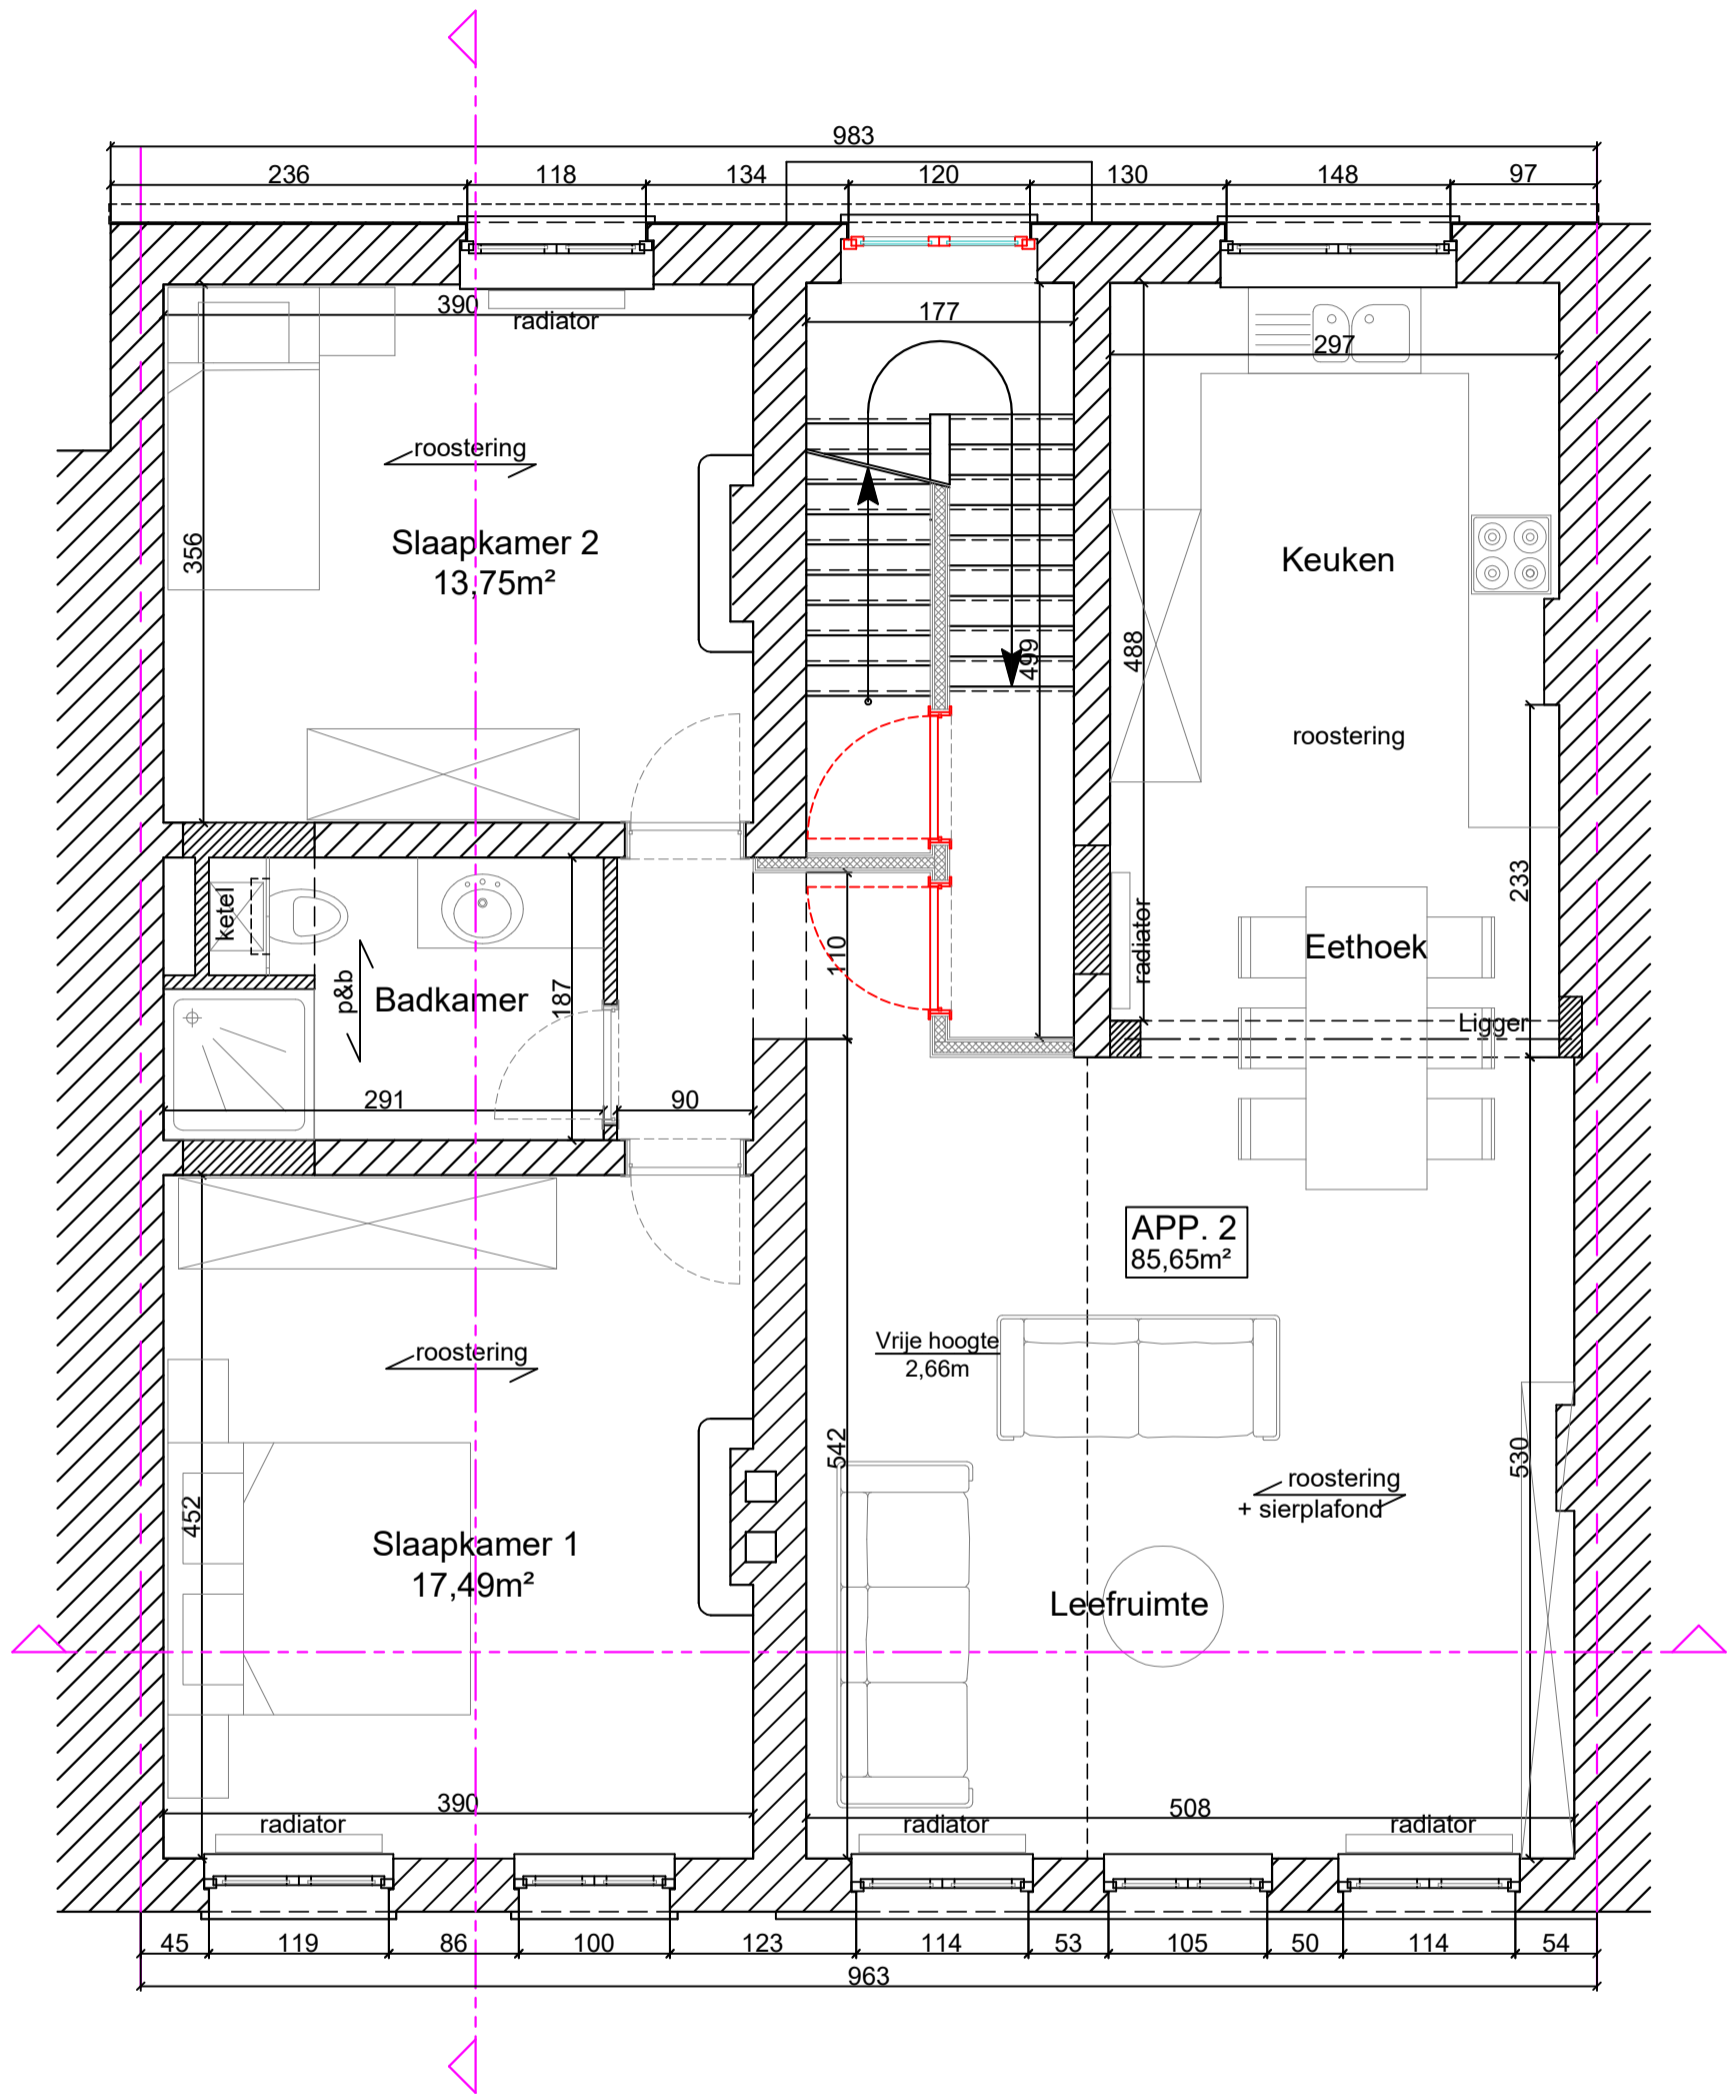 983
236
118
134
120
130
148
97
390
radiator
177
297
roostering
356
Slaapkamer 2
13,75m²
Keuken
499
488
roostering
233
ketel
radiator
110
Eethoek
p&b
Badkamer
187
Ligger
291
90
APP. 2
85,65m²
Vrije hoogte
2,66m
roostering
542
530
roostering
+ sierplafond
452
Slaapkamer 1
17,49m²
Leefruimte
390
508
radiator
radiator
radiator
45
119
86
100
123
114
53
105
50
114
54
963